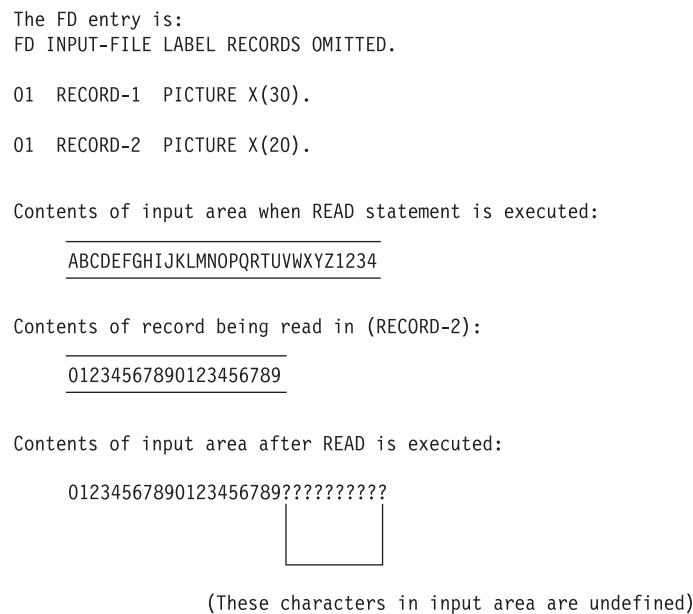 The FD entry is:
FD INPUT-FILE LABEL RECORDS OMITTED.
01 RECORD-1 PICTURE X(30).
01 RECORD-2 PICTURE X(20).
Contents of input area when READ statement is executed:
ABCDEFGHIJKLMNOPQRTUVWXYZ1234
Contents of record being read in (RECORD-2):
01234567890123456789
Contents of input area after READ is executed:
01234567890123456789??????????
(These characters in input area are undefined)